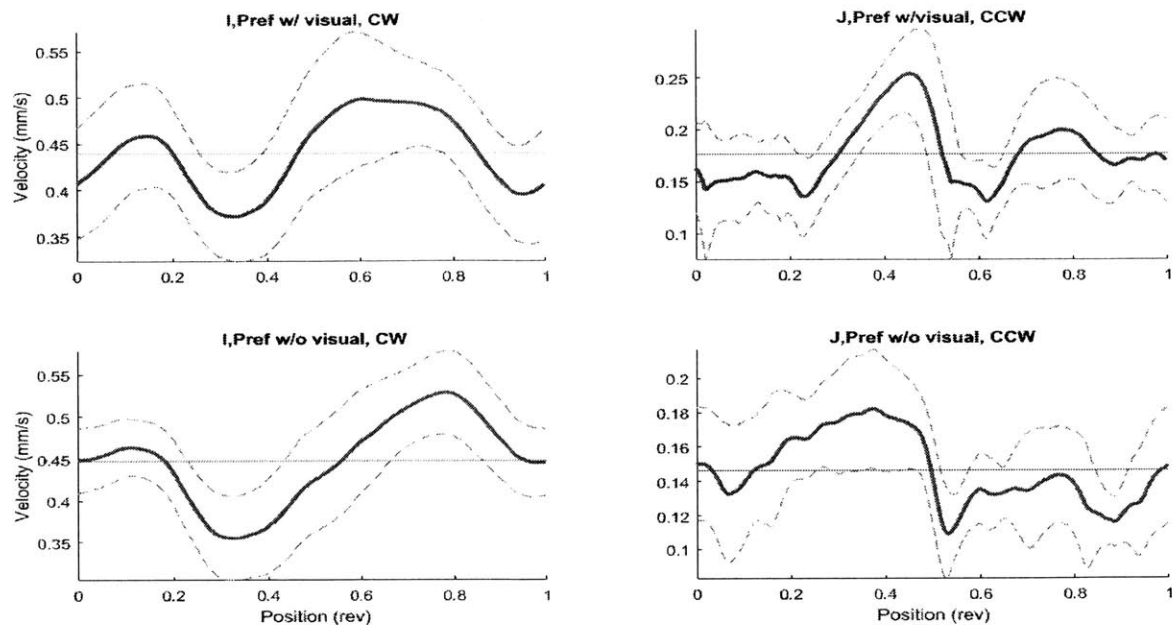 I,Pref w/ visual, CW
Velocity (mm/s)
0.55
0.5
0.45
0.4
0.35
0 0.2 0.4 0.6 0.8 1
J,Pref w/visual, CCW
0.25
0.2
0.15
0.1
0 0.2 0.4 0.6 0.8 1
I,Pref w/o visual, CW
Velocity (mm/s)
0.55
0.5
0.45
0.4
0.35
0 0.2 0.4 0.6 0.8 1
Position (rev)
J,Pref w/o visual, CCW
0.2
0.18
0.16
0.14
0.12
0.1
0 0.2 0.4 0.6 0.8 1
Position (rev)